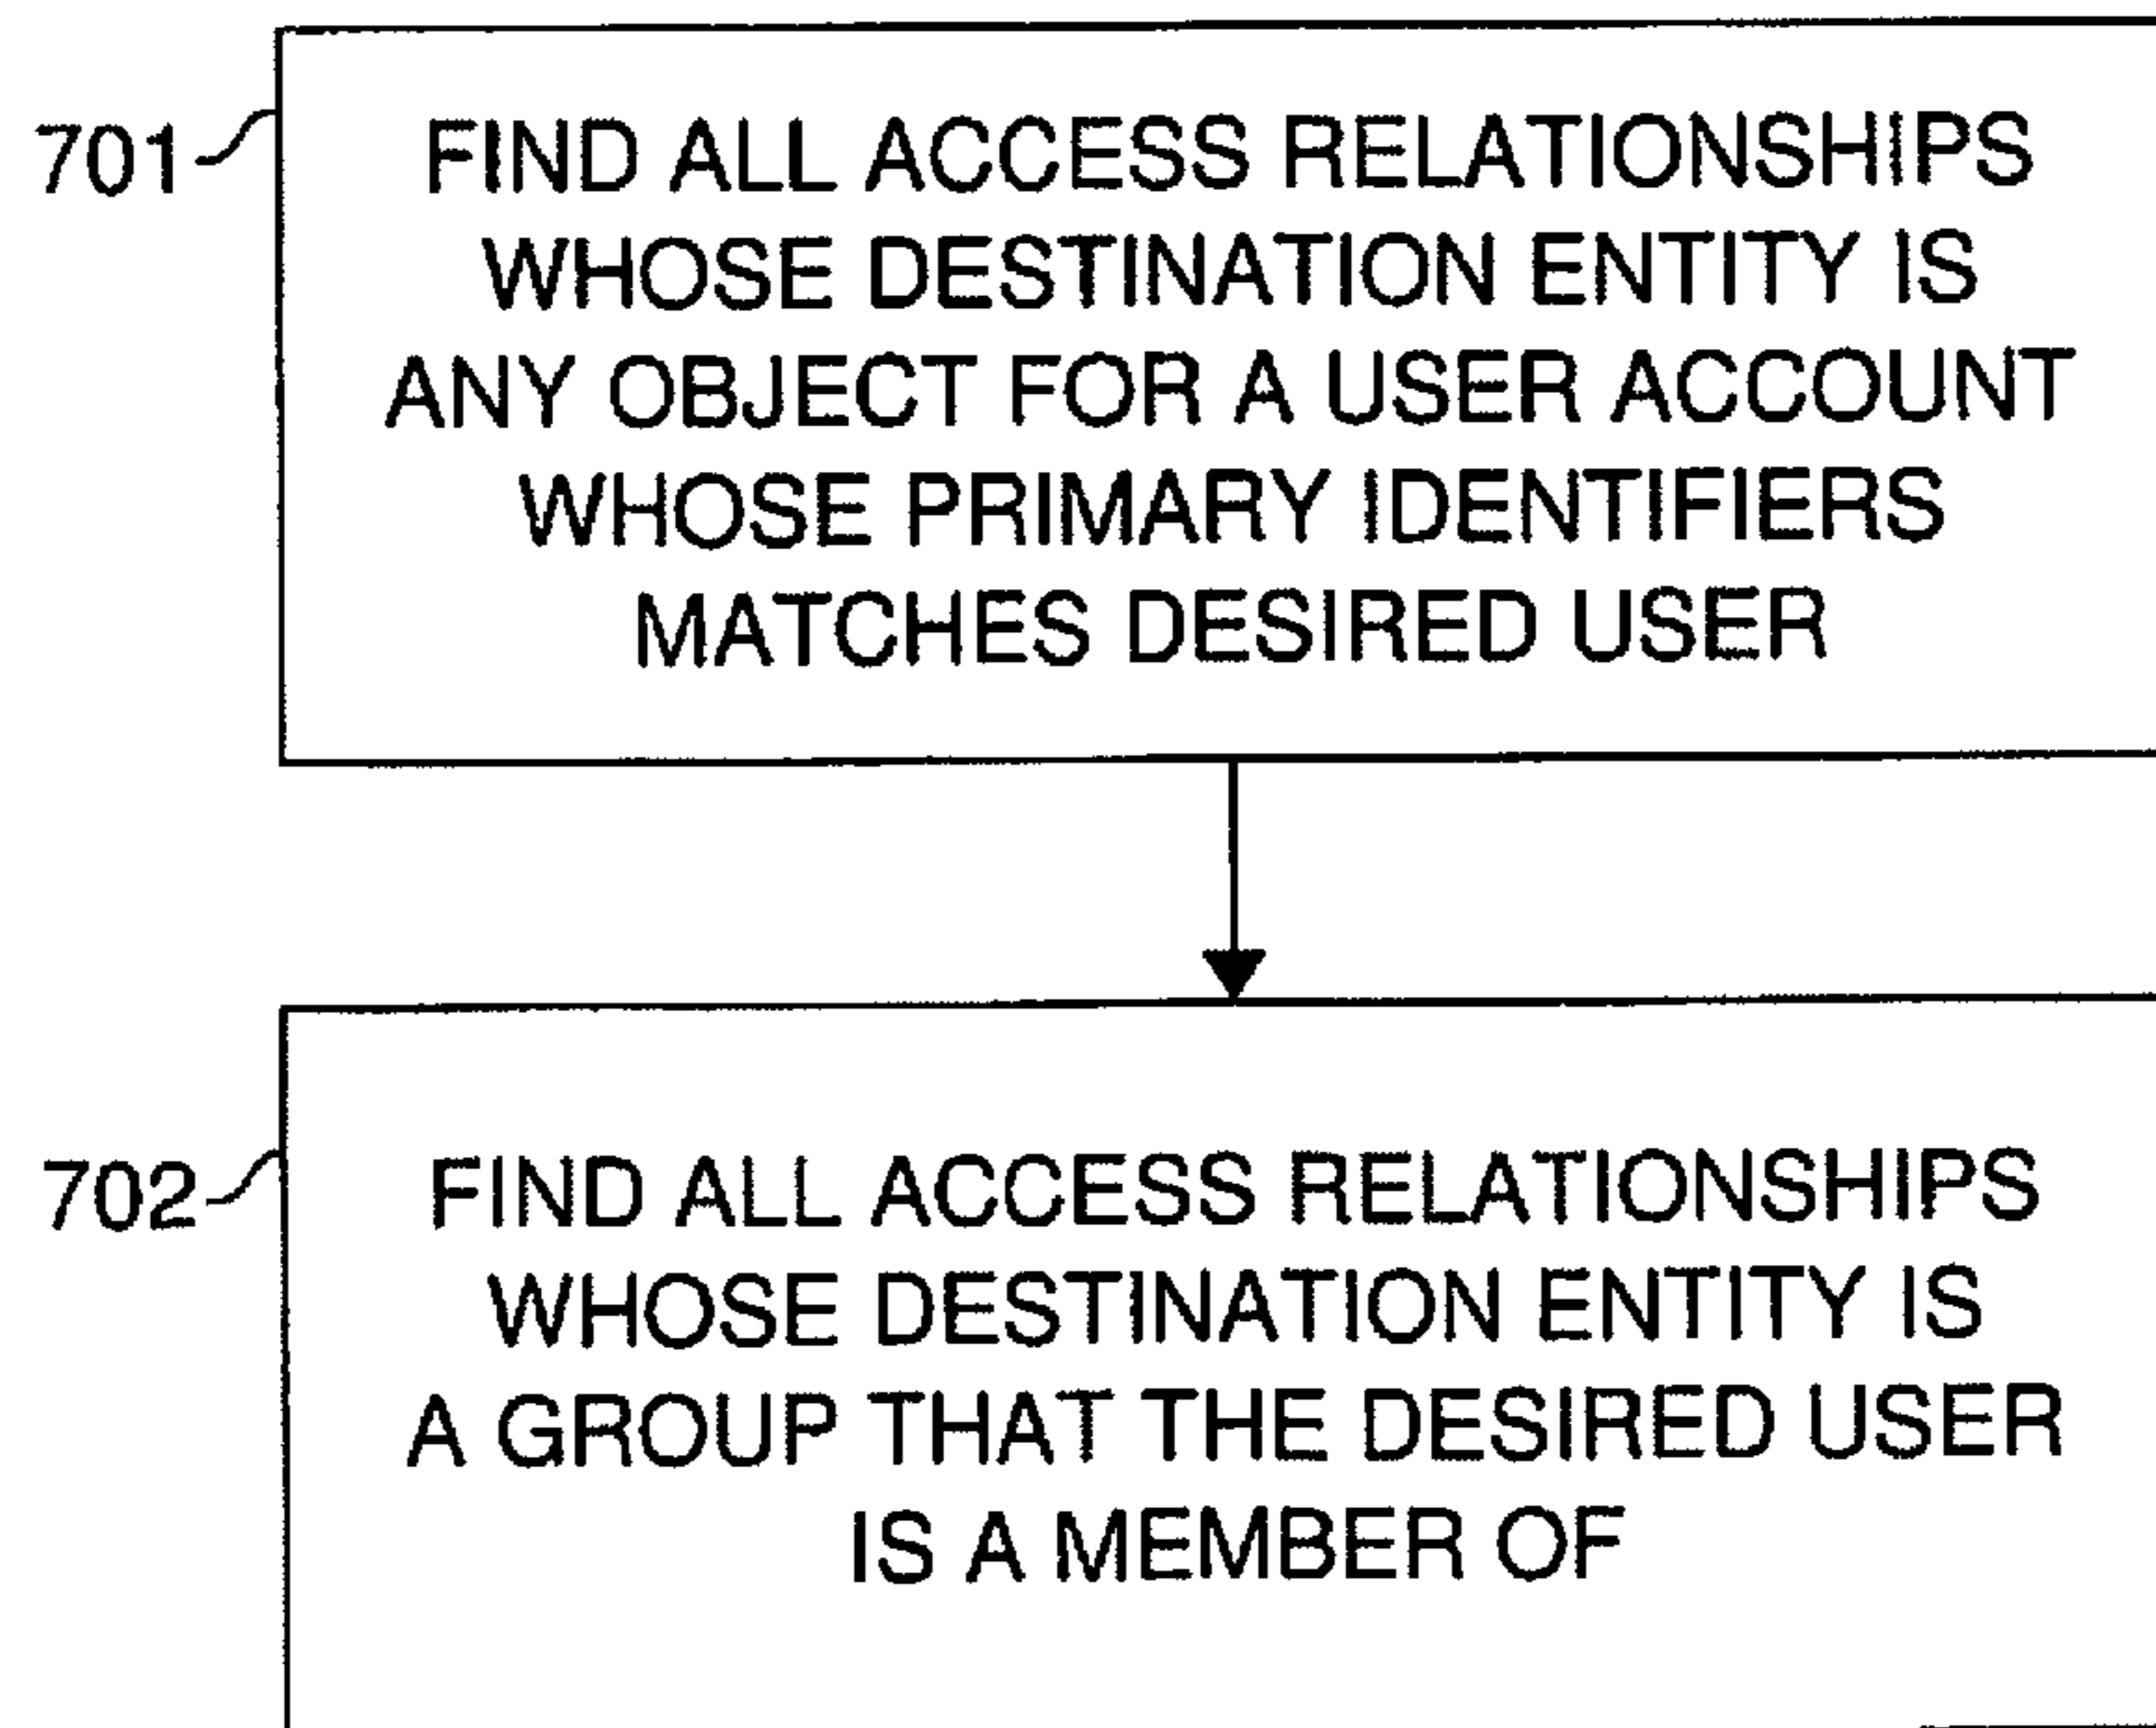 701
FIND ALL ACCESS RELATIONSHIPS
WHOSE DESTINATION ENTITY IS
ANY OBJECT FOR A USER ACCOUNT
WHOSE PRIMARY IDENTIFIERS
MATCHES DESIRED USER
702
FIND ALL ACCESS RELATIONSHIPS
WHOSE DESTINATION ENTITY IS
A GROUP THAT THE DESIRED USER
IS A MEMBER OF